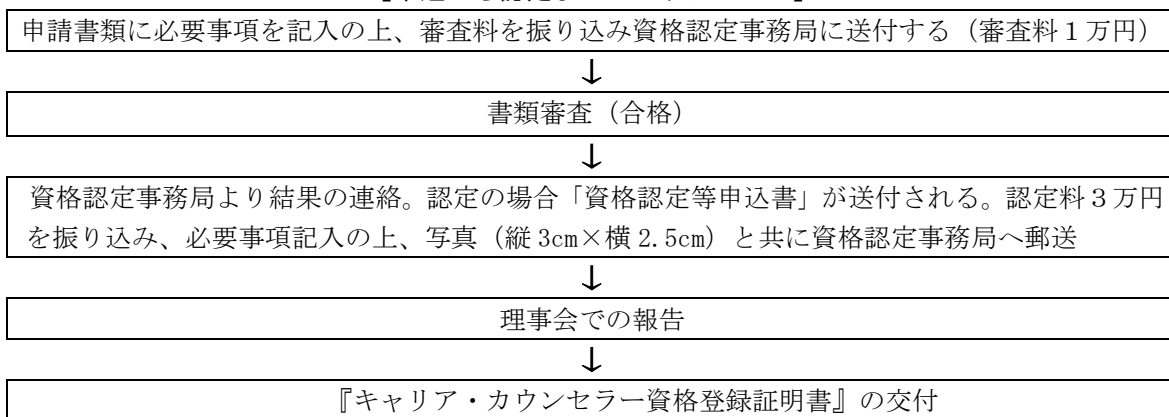 申請書類に必要事項を記入の上、審査料を振り込み資格認定事務局に送付する（審査料１万円）
↓
書類審査（合格）
↓
資格認定事務局より結果の連絡。認定の場合「資格認定等申込書」が送付される。認定料３万円
を振り込み、必要事項記入の上、写真（縦 3cm×横 2.5cm）と共に資格認定事務局へ郵送
↓
理事会での報告
↓
『キャリア・カウンセラー資格登録証明書』の交付